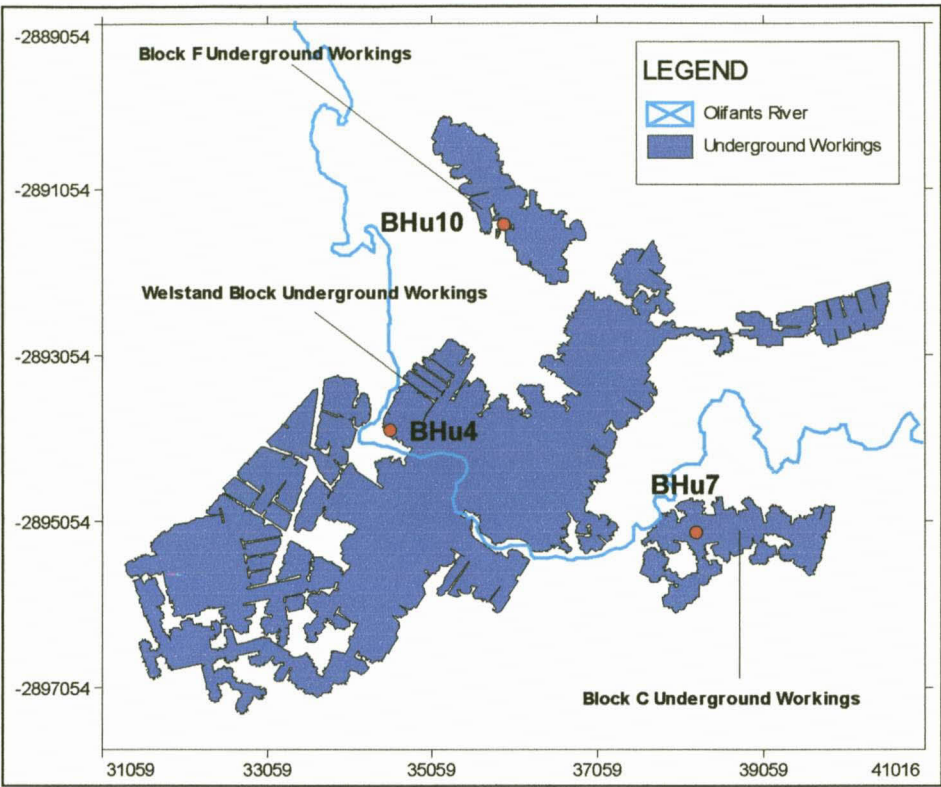 -2889054
Block F Underground Workings
LEGEND
Olifants River
Underground Workings
-2891054
BHu10
Welstand Block Underground Workings
-2893054
BHu4
BHu7
-2895054
-2897054
Block C Underground Workings
31059 33059 35059 37059 39059 41016